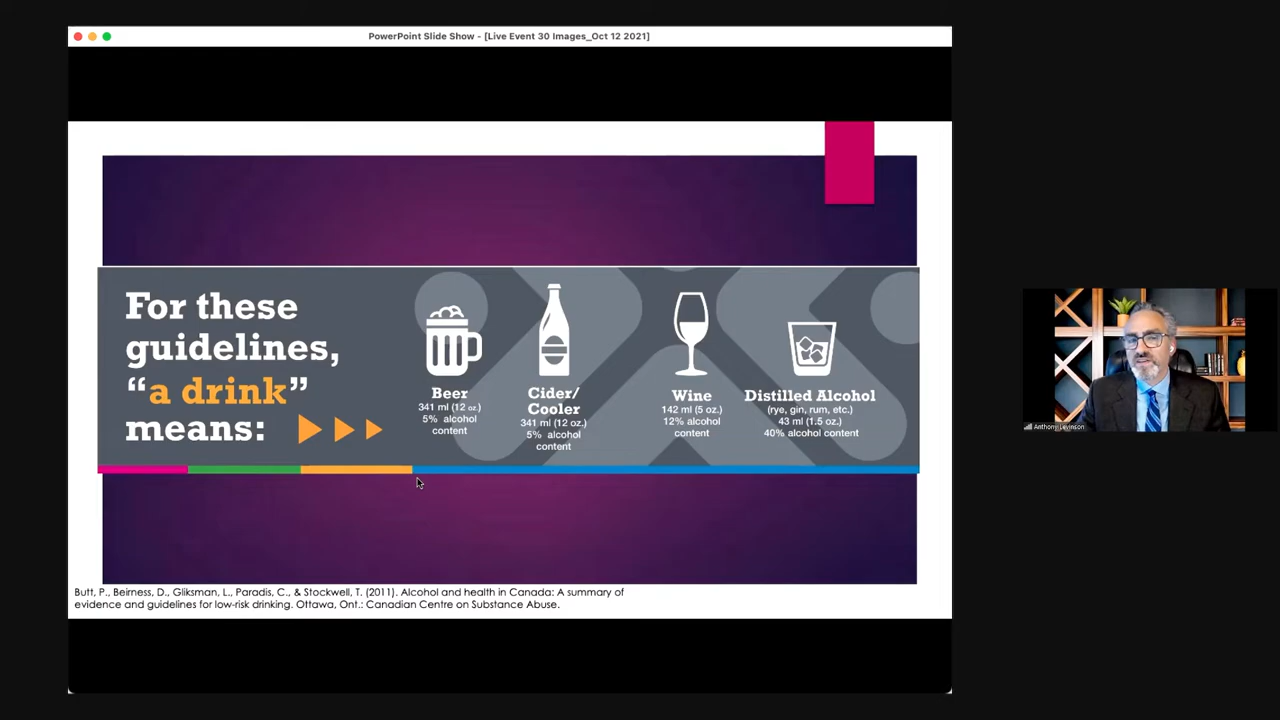 PowerPoint Slide Show - [Live Event 30 Images_Oct 12 2021]
For these
guidelines,
“a drink”
means:
Beer
341 ml (12 oz.)
5% alcohol
content
Cider/
Cooler
341 ml (12 oz.)
5% alcohol
content
Wine
142 ml (5 oz.)
12% alcohol
content
Distilled Alcohol
(rye, gin, rum, etc.)
43 ml (1.5 oz.)
40% alcohol content
Butt, P., Beirness, D., Gliksman, L., Paradis, C., & Stockwell, T. (2011). Alcohol and health in Canada: A summary of
evidence and guidelines for low-risk drinking. Ottawa, Ont.: Canadian Centre on Substance Abuse.
Anthony Levinson